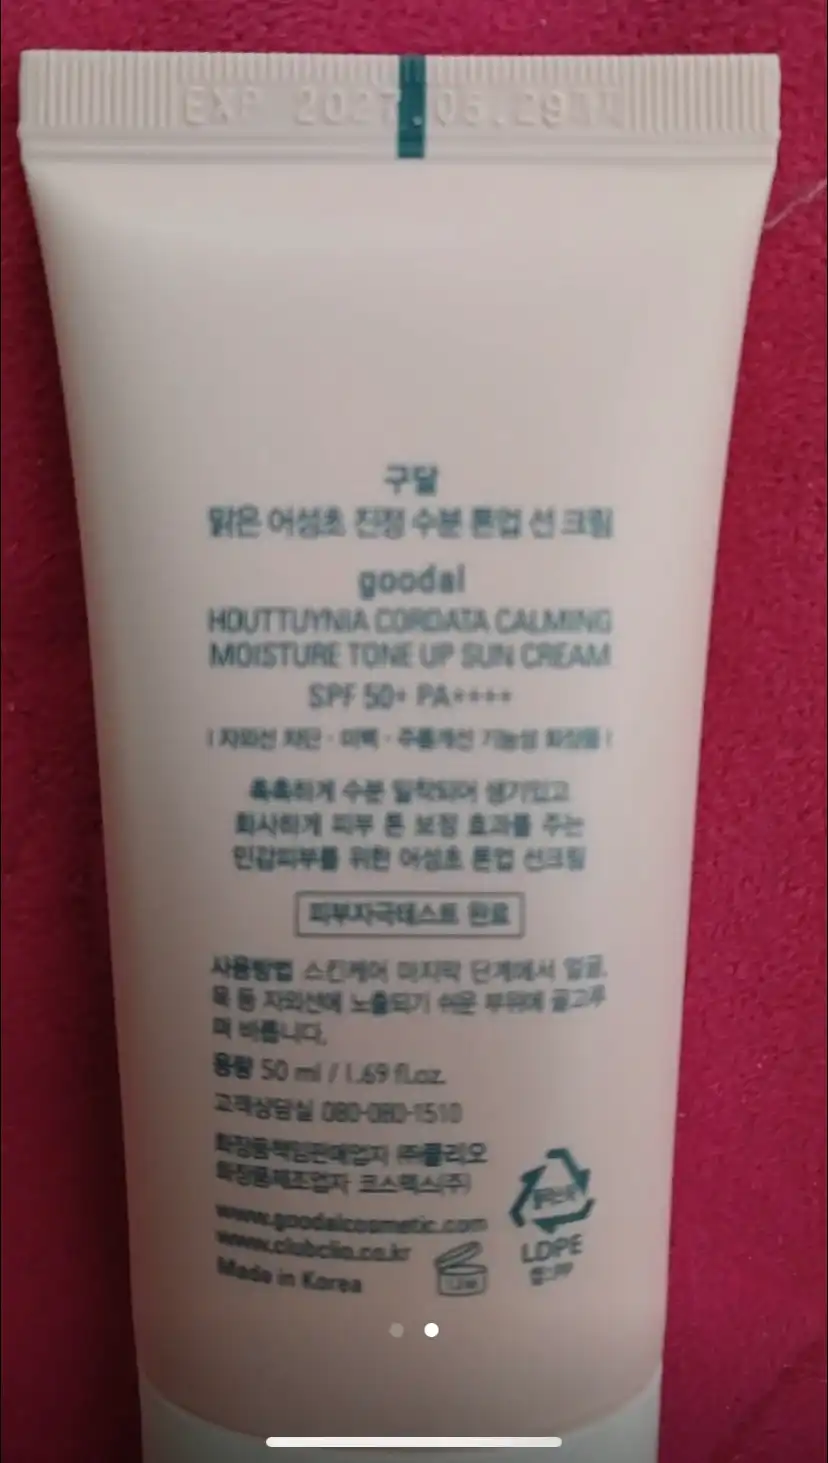 EXP 2027.05.29
구달
맑은 어성초 진정 수분 톤업 선 크림
goodal
HOUTTUYNIA CORDATA CALMING
MOISTURE TONE UP SUN CREAM
SPF 50+ PA++++
| 자외선 차단 · 미백 · 주름개선 기능성 화장품 |
촉촉하게 수분 밀착되어 생기있고
화사하게 피부 톤 보정 효과를 주는
민감피부를 위한 어성초 톤업 선크림
피부자극테스트 완료
사용방법 스킨케어 마지막 단계에서 얼굴,
목 등 자외선에 노출되기 쉬운 부위에 골고루
펴 바릅니다.
용량 50 ml / 1.69 fl.oz.
고객상담실 080-080-1510
화장품책임판매업자 ㈜클리오
화장품제조업자 코스맥스(주)
www.goodalcosmetic.com
www.clubclio.co.kr
Made in Korea
12M
LDPE
캡:PP